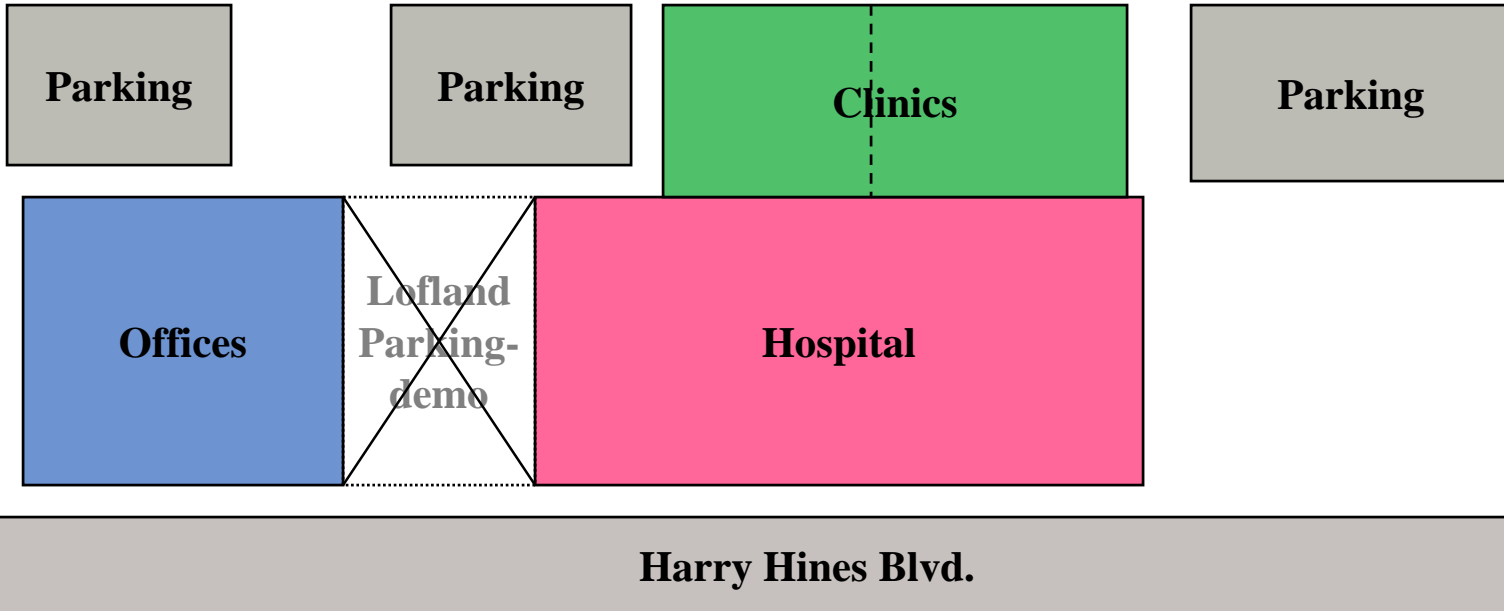 Parking
Parking
Clinics
Parking
Offices
Lofland
Parking-
demo
Hospital
Harry Hines Blvd.